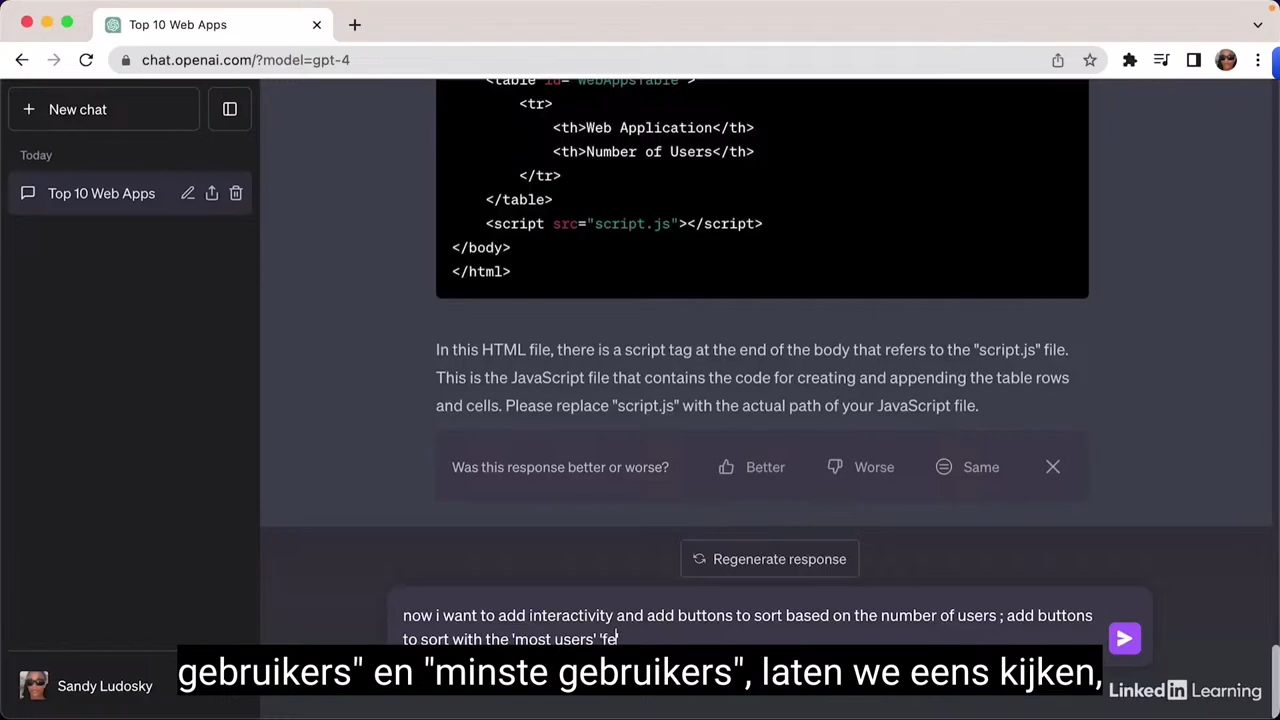 Top 10 Web Apps
chat.openai.com/?model=gpt-4
New chat
Today
Top 10 Web Apps
<table id="webAppsTable">
<tr>
<th>Web Application</th>
<th>Number of Users</th>
</tr>
</table>
<script src="script.js"></script>
</body>
</html>
In this HTML file, there is a script tag at the end of the body that refers to the "script.js" file.
This is the JavaScript file that contains the code for creating and appending the table rows
and cells. Please replace "script.js" with the actual path of your JavaScript file.
Was this response better or worse? Better Worse Same
Regenerate response
now i want to add interactivity and add buttons to sort based on the number of users ; add buttons
to sort with the 'most users' 'fe
gebruikers" en "minste gebruikers", laten we eens kijken,
Sandy Ludosky
LinkedIn Learning